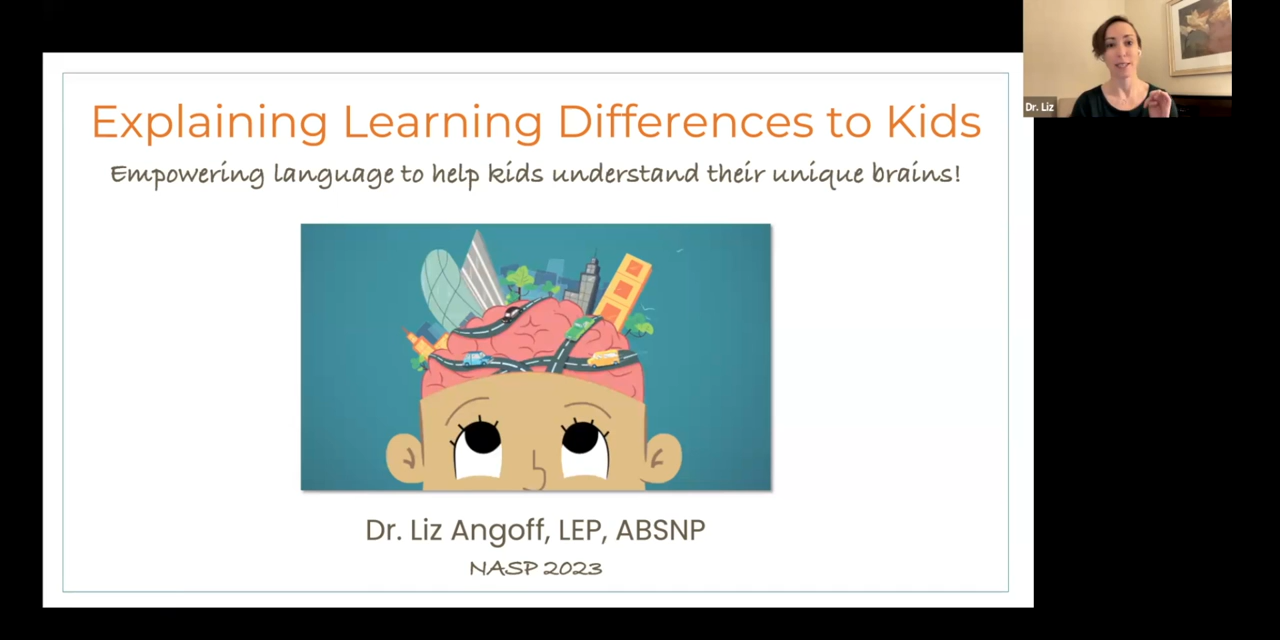 Explaining Learning Differences to Kids
Empowering language to help kids understand their unique brains!
Dr. Liz Angoff, LEP, ABSNP
NASP 2023
Dr. Liz